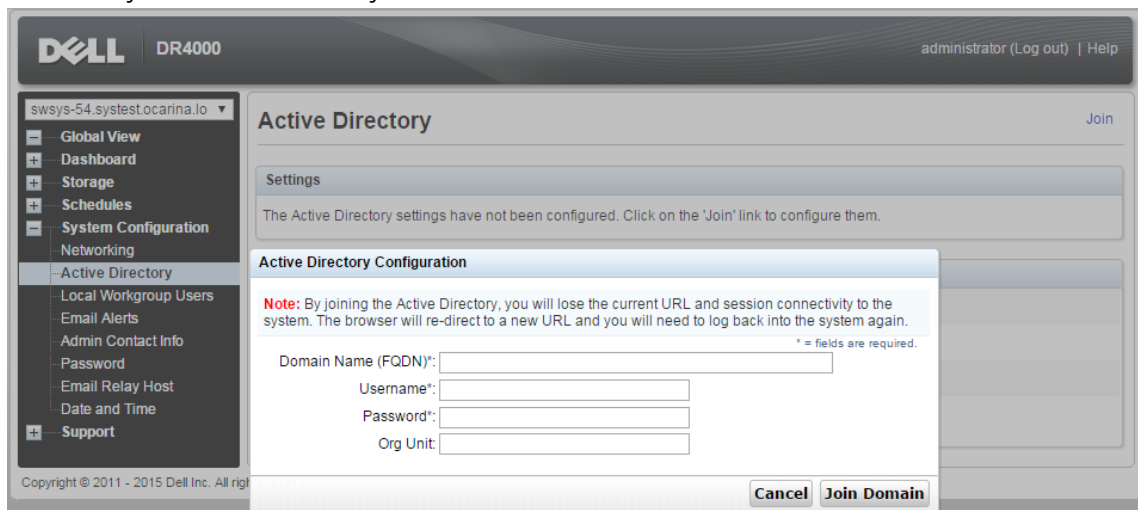 DELL DR4000
administrator (Log out) | Help
swsys-54.systest.ocarina.lo
Global View
Dashboard
Storage
Schedules
System Configuration
Networking
Active Directory
Local Workgroup Users
Email Alerts
Admin Contact Info
Password
Email Relay Host
Date and Time
Support
Active Directory
Join
Settings
The Active Directory settings have not been configured. Click on the 'Join' link to configure them.
Active Directory Configuration
Note: By joining the Active Directory, you will lose the current URL and session connectivity to the
system. The browser will re-direct to a new URL and you will need to log back into the system again.
* = fields are required.
Domain Name (FQDN)*:
Username*:
Password*:
Org Unit:
Cancel Join Domain
Copyright © 2011 - 2015 Dell Inc. All rig